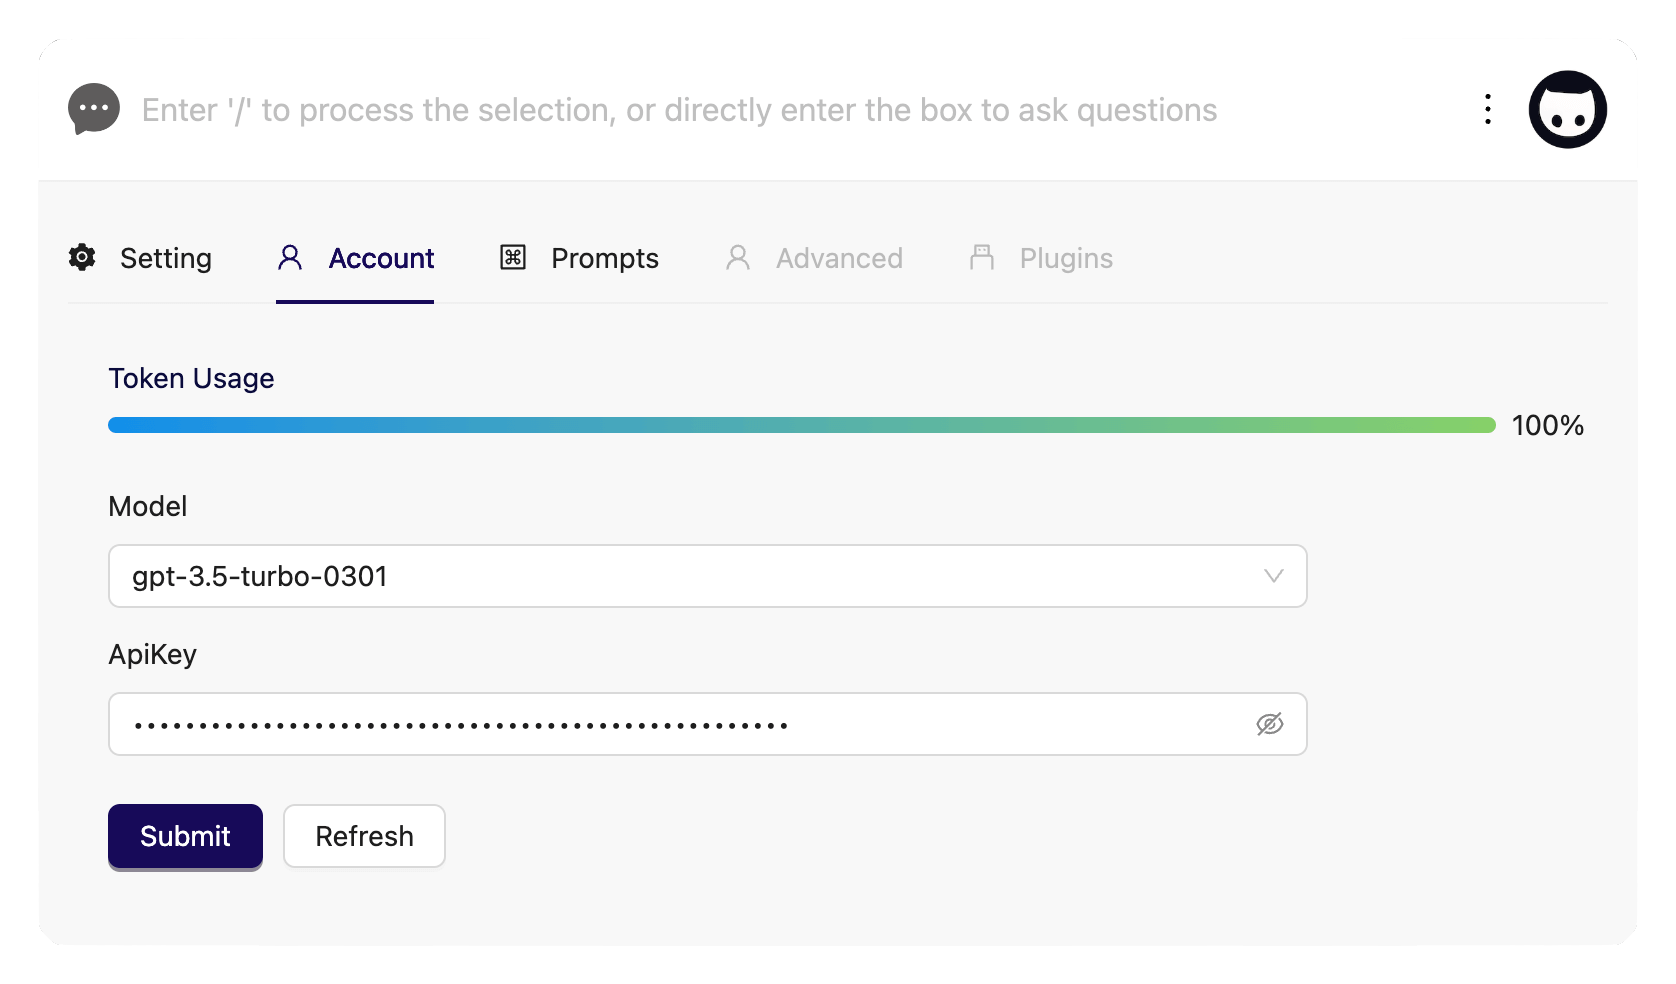 Enter '/' to process the selection, or directly enter the box to ask questions
Setting Account Prompts Advanced Plugins
Token Usage
100%
Model
gpt-3.5-turbo-0301
ApiKey
•••••••••••••••••••••••••••••••••••••••••••••••••••
Submit Refresh